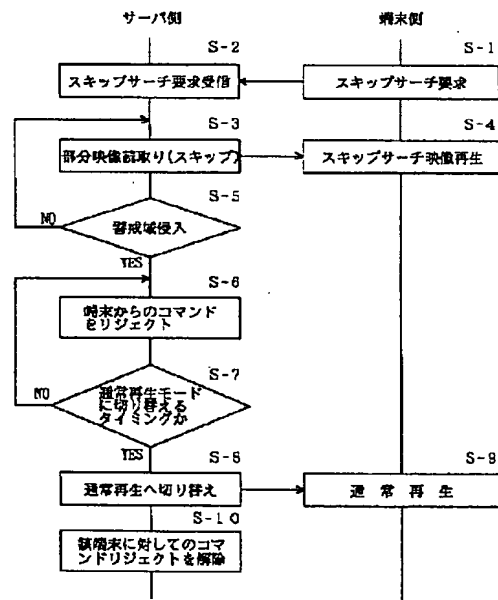 サーバ側
端末側
S-2
S-1
スキップサーチ要求受信
スキップサーチ要求
S-3
S-4
部分映像読取り(スキップ)
スキップサーチ映像再生
S-5
NO
警戒域侵入
YES
S-6
端末からのコマンド
をリジェクト
S-7
NO
通常再生モード
に切り替える
タイミングか
YES
S-8
S-9
通常再生へ切り替え
通常再生
S-10
該端末に対してのコマ
ンドリジェクトを解除